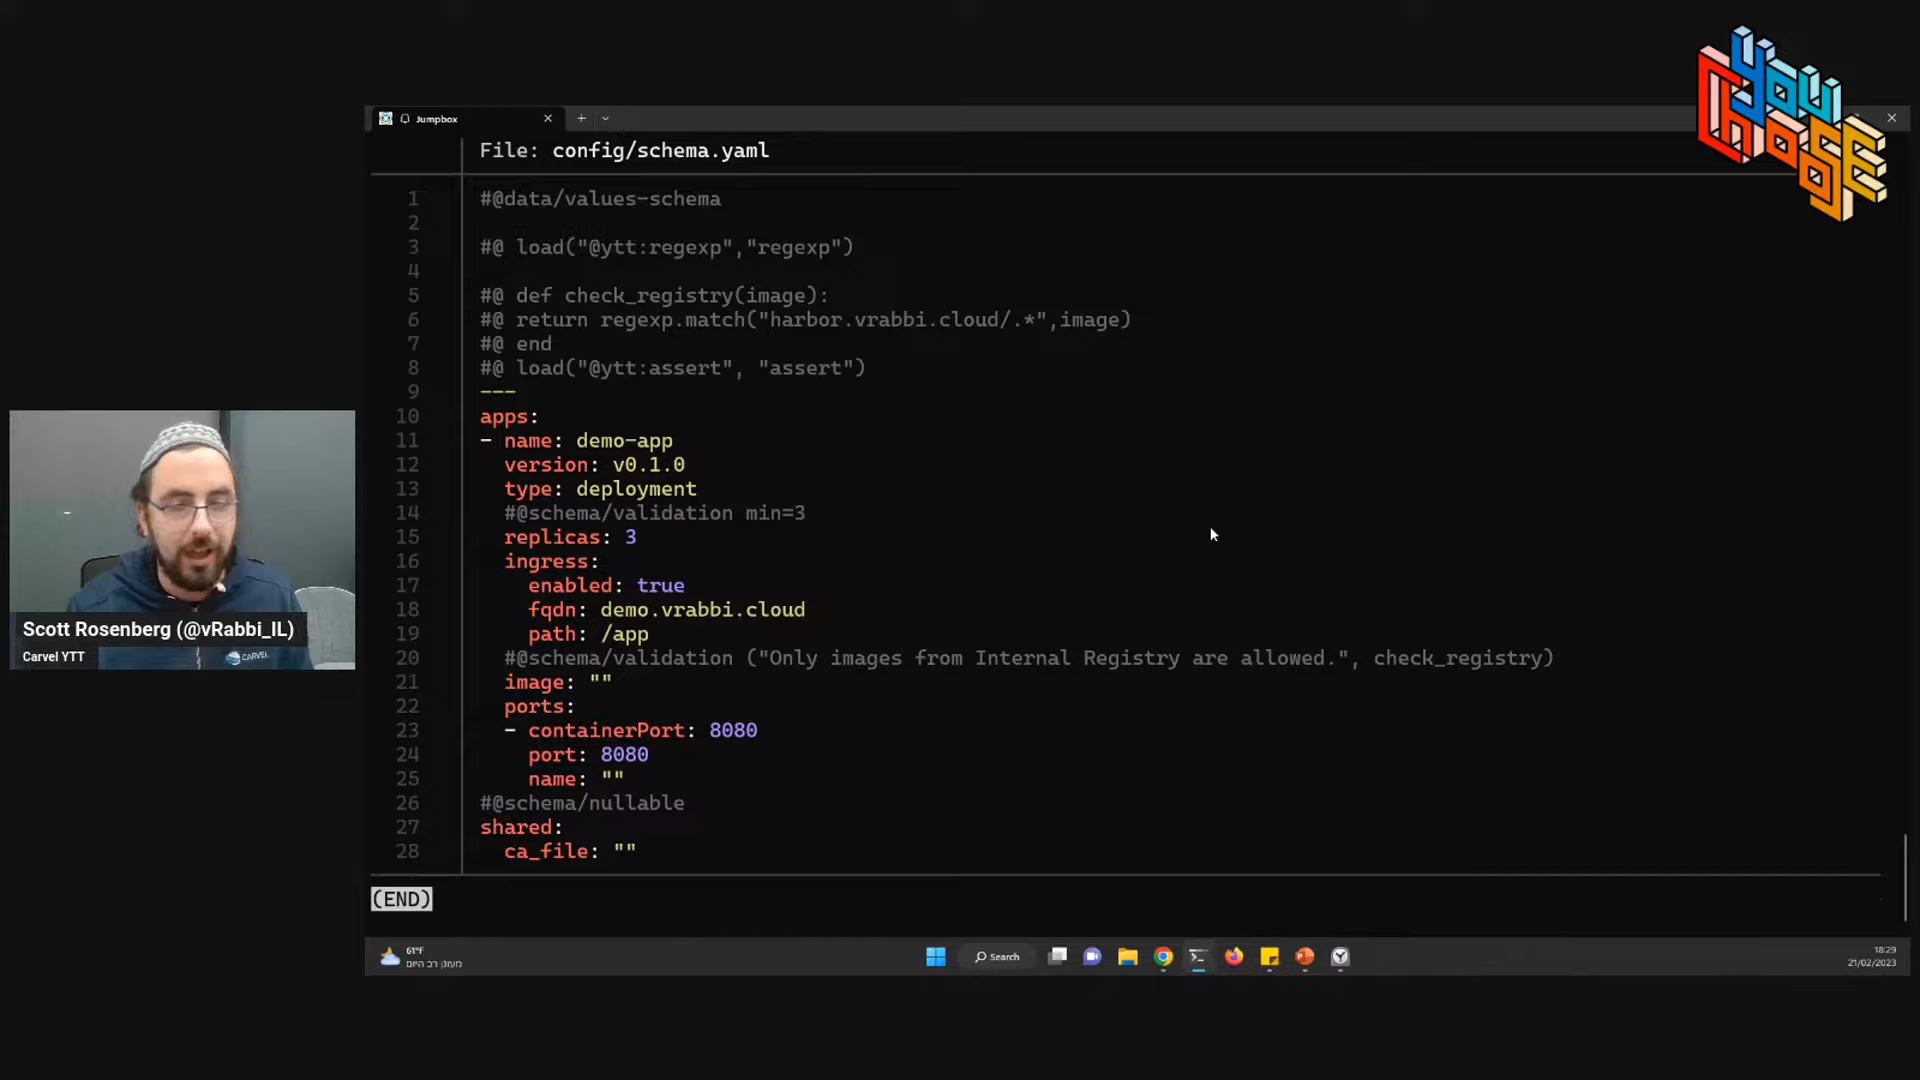 You Choose
Jumpbox
File: config/schema.yaml
1 #@data/values-schema
2
3 #@ load("@ytt:regexp","regexp")
4
5 #@ def check_registry(image):
6 #@ return regexp.match("harbor.vrabbi.cloud/.*",image)
7 #@ end
8 #@ load("@ytt:assert", "assert")
9 ---
10 apps:
11 - name: demo-app
12   version: v0.1.0
13   type: deployment
14   #@schema/validation min=3
15   replicas: 3
16   ingress:
17     enabled: true
18     fqdn: demo.vrabbi.cloud
19     path: /app
20   #@schema/validation ("Only images from Internal Registry are allowed.", check_registry)
21   image: ""
22   ports:
23   - containerPort: 8080
24     port: 8080
25     name: ""
26 #@schema/nullable
27 shared:
28   ca_file: ""
(END)
Scott Rosenberg (@vRabbi_IL)
Carvel YTT
CARVEL
61°F
מעונן רב היום
Search
18:29
21/02/2023